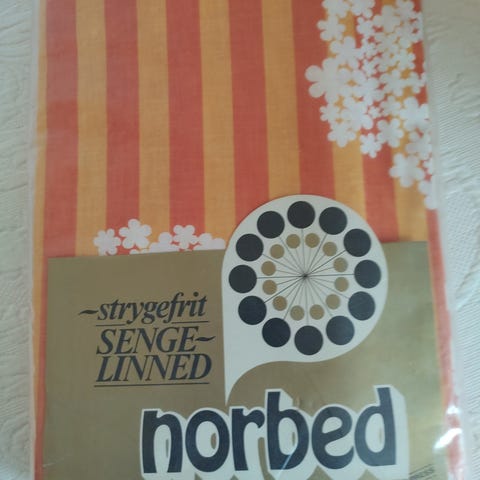 ~strygefrit
SENGE~
LINNED
norbed